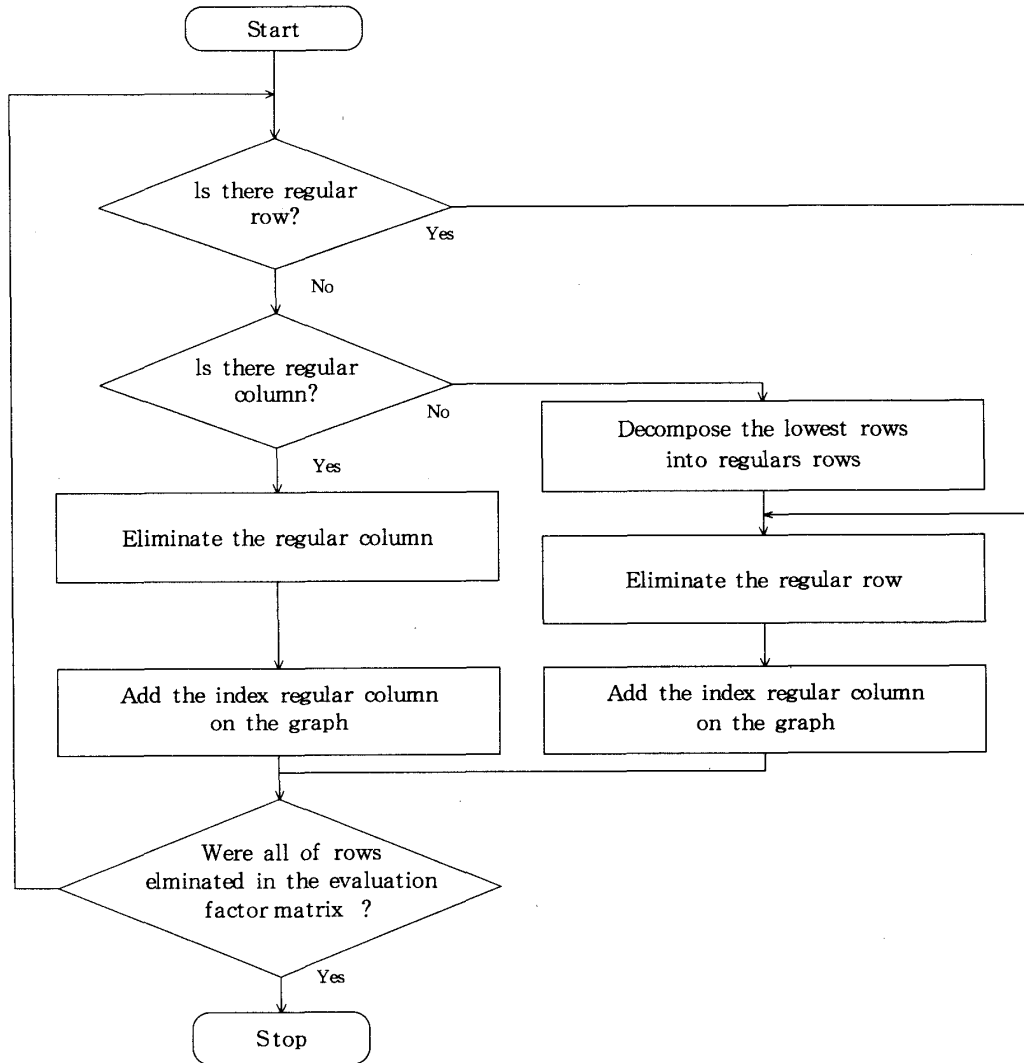 Start
Is there regular
row?
Yes
No
Is there regular
column?
No
Yes
Decompose the lowest rows
into regulars rows
Eliminate the regular column
Eliminate the regular row
Add the index regular column
on the graph
Add the index regular column
on the graph
Were all of rows
elminated in the evaluation
factor matrix ?
Yes
Stop